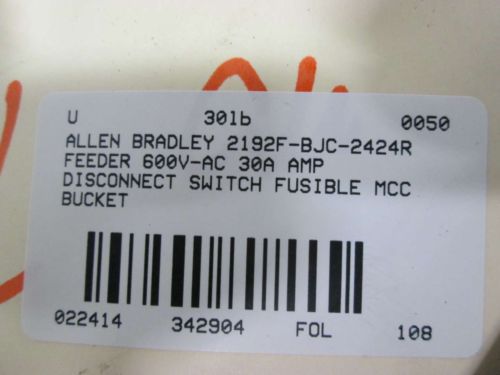 U 30lb 0050
ALLEN BRADLEY 2192F-BJC-2424R
FEEDER 600V-AC 30A AMP
DISCONNECT SWITCH FUSIBLE MCC
BUCKET
022414 342904 FOL 108